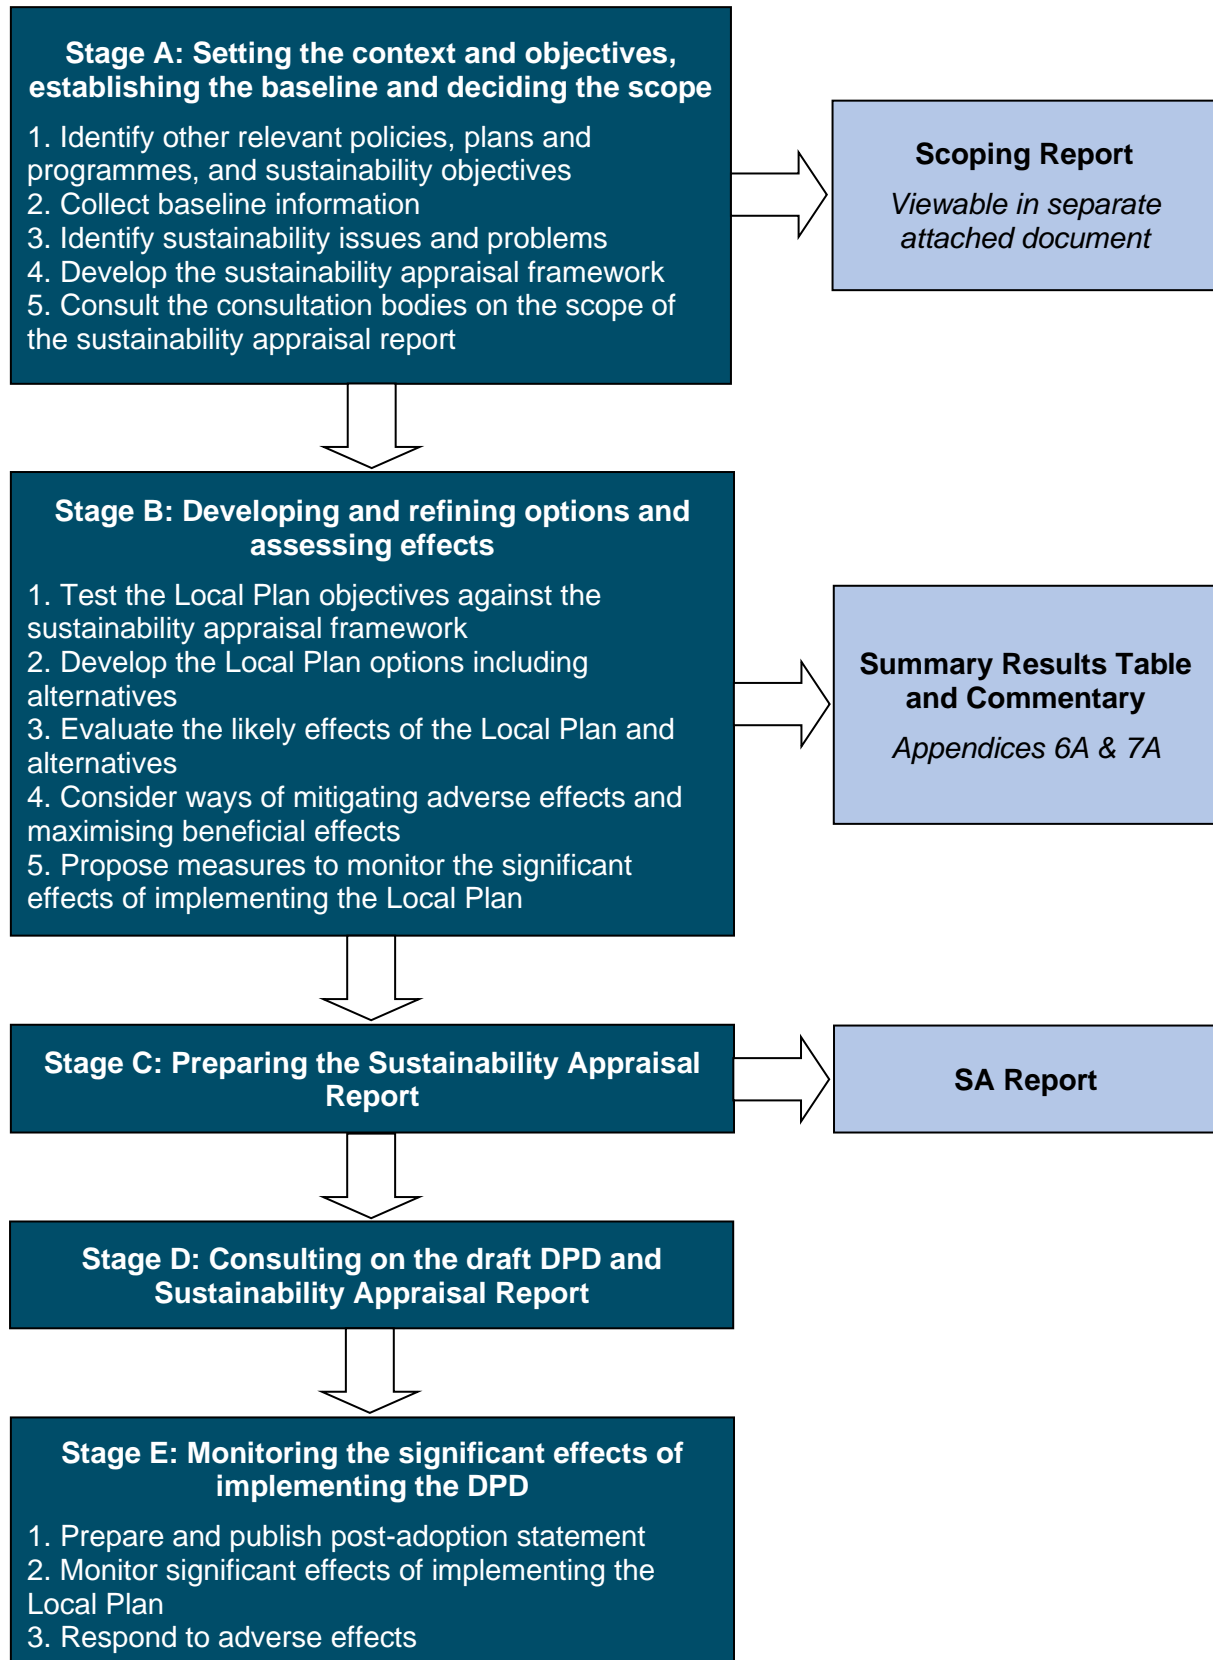 Stage A: Setting the context and objectives,
establishing the baseline and deciding the scope
1. Identify other relevant policies, plans and
programmes, and sustainability objectives
2. Collect baseline information
3. Identify sustainability issues and problems
4. Develop the sustainability appraisal framework
5. Consult the consultation bodies on the scope of
the sustainability appraisal report
Scoping Report
Viewable in separate
attached document
Stage B: Developing and refining options and
assessing effects
1. Test the Local Plan objectives against the
sustainability appraisal framework
2. Develop the Local Plan options including
alternatives
3. Evaluate the likely effects of the Local Plan and
alternatives
4. Consider ways of mitigating adverse effects and
maximising beneficial effects
5. Propose measures to monitor the significant
effects of implementing the Local Plan
Summary Results Table
and Commentary
Appendices 6A & 7A
Stage C: Preparing the Sustainability Appraisal
Report
SA Report
Stage D: Consulting on the draft DPD and
Sustainability Appraisal Report
Stage E: Monitoring the significant effects of
implementing the DPD
1. Prepare and publish post-adoption statement
2. Monitor significant effects of implementing the
Local Plan
3. Respond to adverse effects